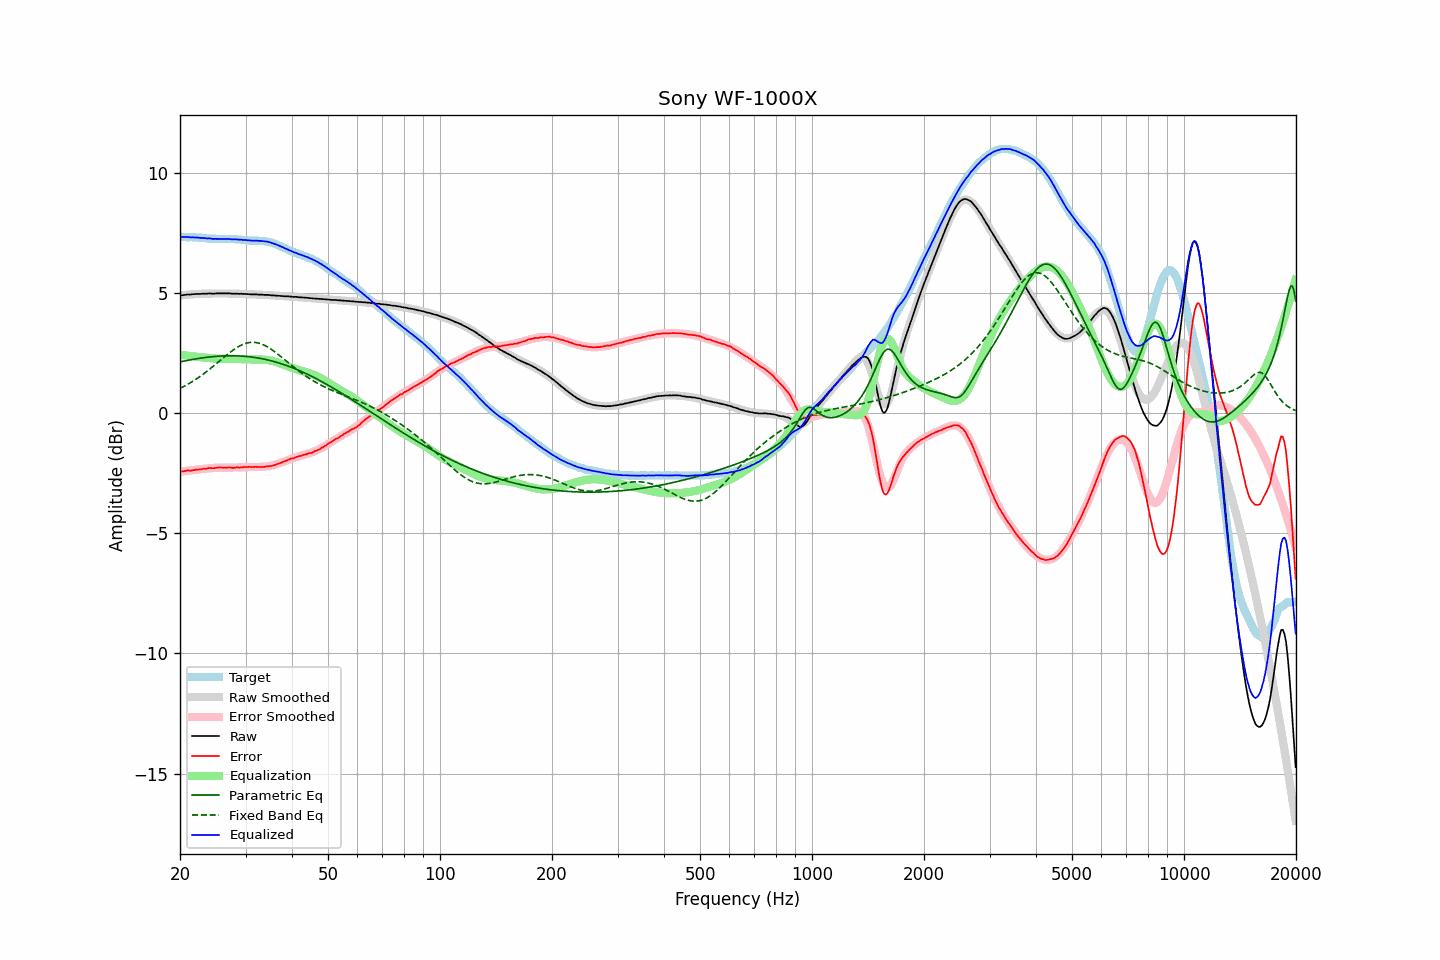 Sony WF-1000X
Amplitude (dBr)
10
5
0
−5
−10
−15
Target
Raw Smoothed
Error Smoothed
Raw
Error
Equalization
Parametric Eq
Fixed Band Eq
Equalized
20 50 100 200 500 1000 2000 5000 10000 20000
Frequency (Hz)